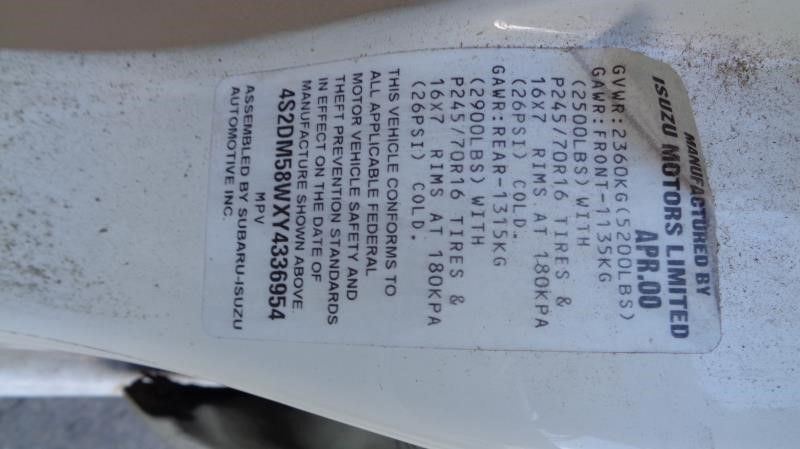 MANUFACTURED BY
ISUZU MOTORS LIMITED
APR.00
GVWR:2360KG(5200LBS)
GAWR:FRONT-1135KG
(2500LBS) WITH
P245/70R16 TIRES &
16X7 RIMS AT 180KPA
(26PSI) COLD.
GAWR:REAR-1315KG
(2900LBS) WITH
P245/70R16 TIRES &
16X7 RIMS AT 180KPA
(26PSI) COLD.
THIS VEHICLE CONFORMS TO
ALL APPLICABLE FEDERAL
MOTOR VEHICLE SAFETY AND
THEFT PREVENTION STANDARDS
IN EFFECT ON THE DATE OF
MANUFACTURE SHOWN ABOVE
4S2DM58WXY4336954
MPV
ASSEMBLED BY SUBARU-ISUZU
AUTOMOTIVE INC.